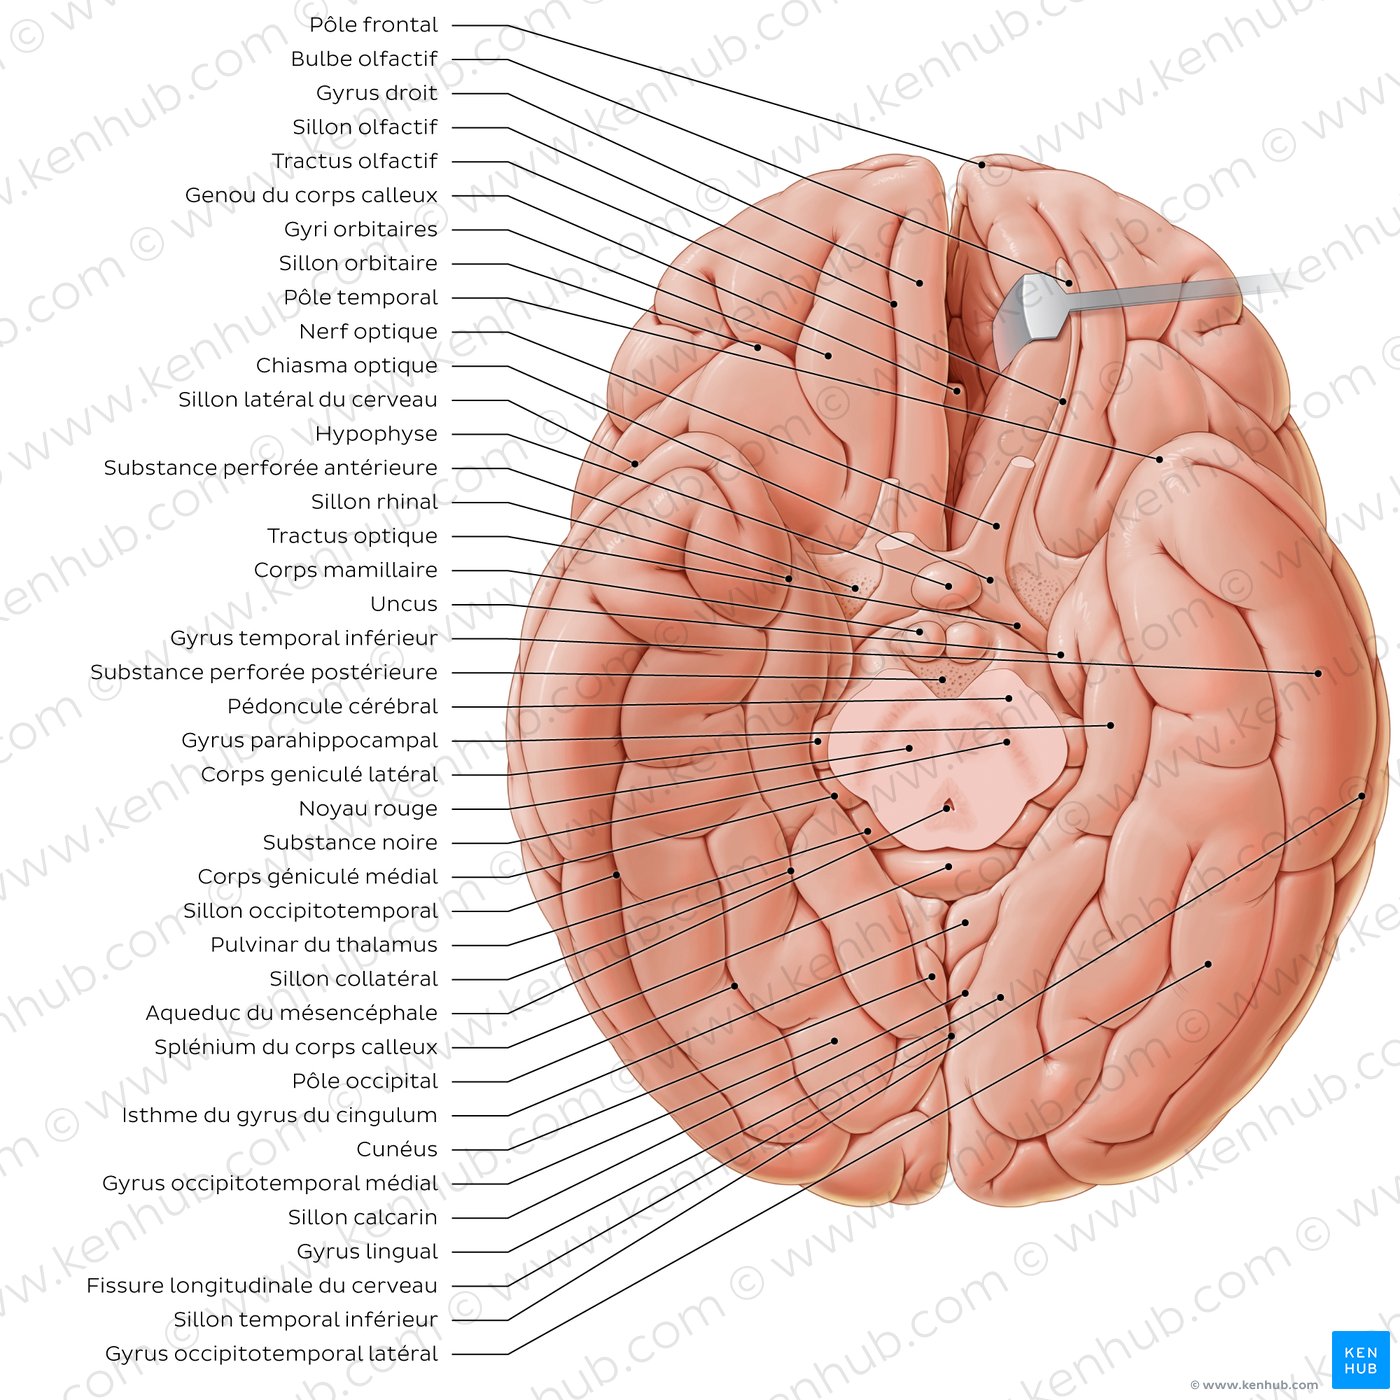 Pôle frontal
Bulbe olfactif
Gyrus droit
Sillon olfactif
Tractus olfactif
Genou du corps calleux
Gyri orbitaires
Sillon orbitaire
Pôle temporal
Nerf optique
Chiasma optique
Sillon latéral du cerveau
Hypophyse
Substance perforée antérieure
Sillon rhinal
Tractus optique
Corps mamillaire
Uncus
Gyrus temporal inférieur
Substance perforée postérieure
Pédoncule cérébral
Gyrus parahippocampal
Corps geniculé latéral
Noyau rouge
Substance noire
Corps géniculé médial
Sillon occipitotemporal
Pulvinar du thalamus
Sillon collatéral
Aqueduc du mésencéphale
Splénium du corps calleux
Pôle occipital
Isthme du gyrus du cingulum
Cunéus
Gyrus occipitotemporal médial
Sillon calcarin
Gyrus lingual
Fissure longitudinale du cerveau
Sillon temporal inférieur
Gyrus occipitotemporal latéral
KEN
HUB
© www.kenhub.com